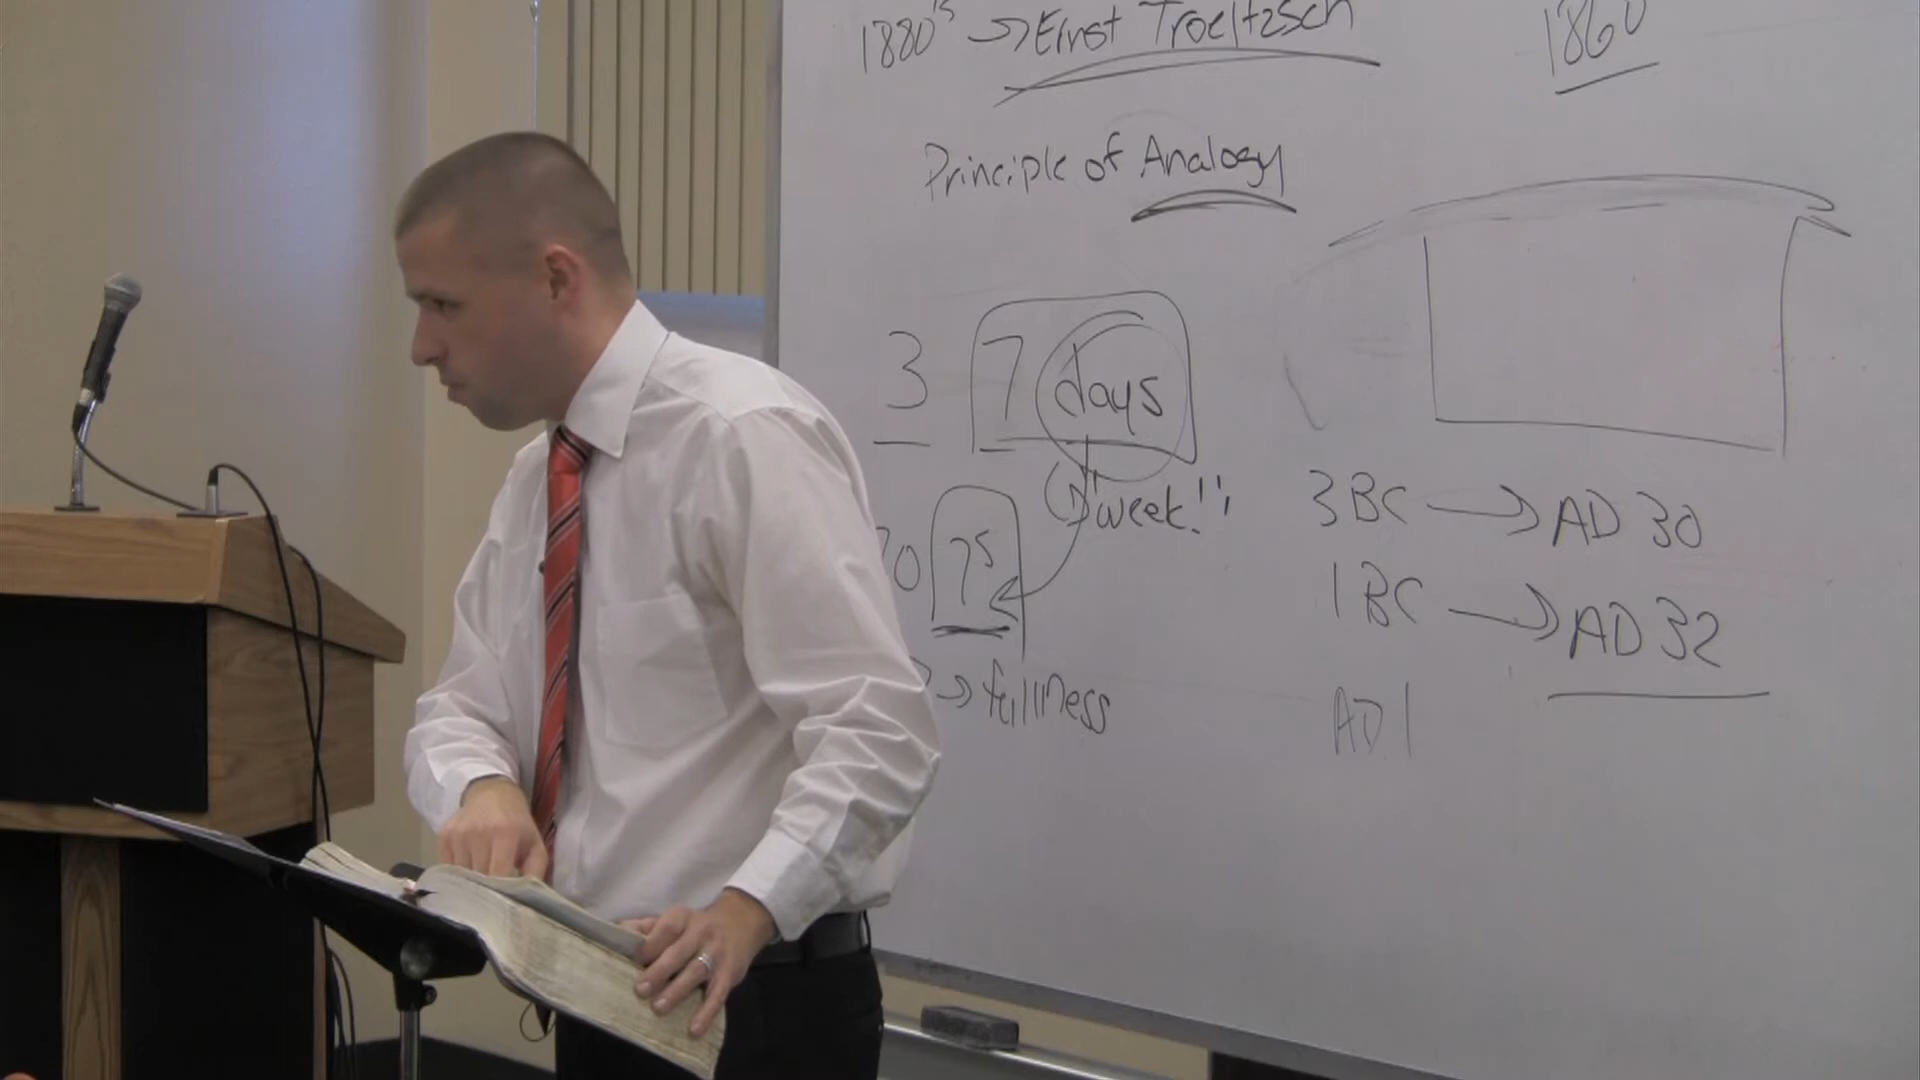 1880's → Ernst Troeltzsch
1860
Principle of Analogy
3 7 days
"week!"
0 7s
→ fullness
3 BC → AD 30
1 BC → AD 32
AD 1